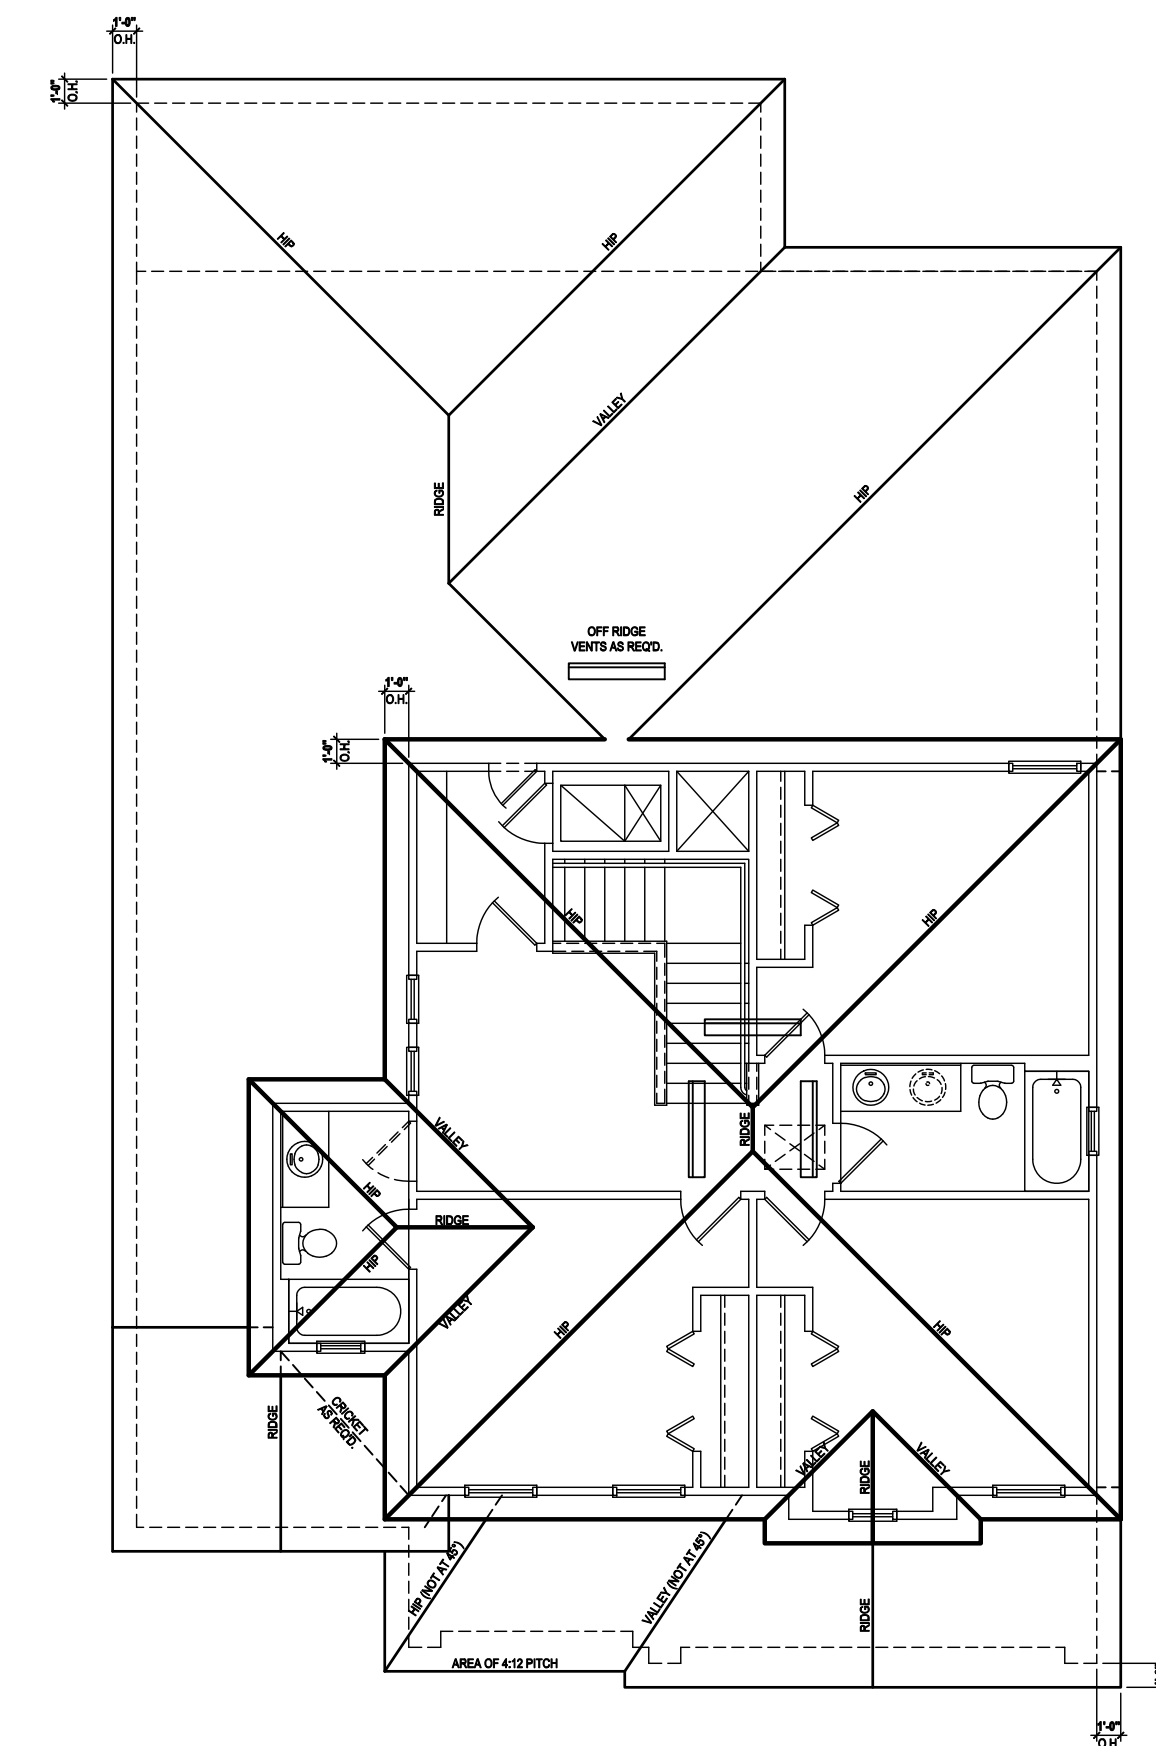 1'-0"
O.H.
1'-0"
O.H.
HIP
HIP
VALLEY
RIDGE
HIP
OFF RIDGE
VENTS AS REQ'D.
1'-0"
O.H.
1'-0"
O.H.
HIP
HIP
RIDGE
VALLEY
HIP
RIDGE
HIP
VALLEY
HIP
HIP
CRICKET
AS REQ'D.
RIDGE
VALLEY
RIDGE
VALLEY
HIP (NOT AT 45°)
VALLEY (NOT AT 45°)
RIDGE
AREA OF 4:12 PITCH
1'-0"
O.H.